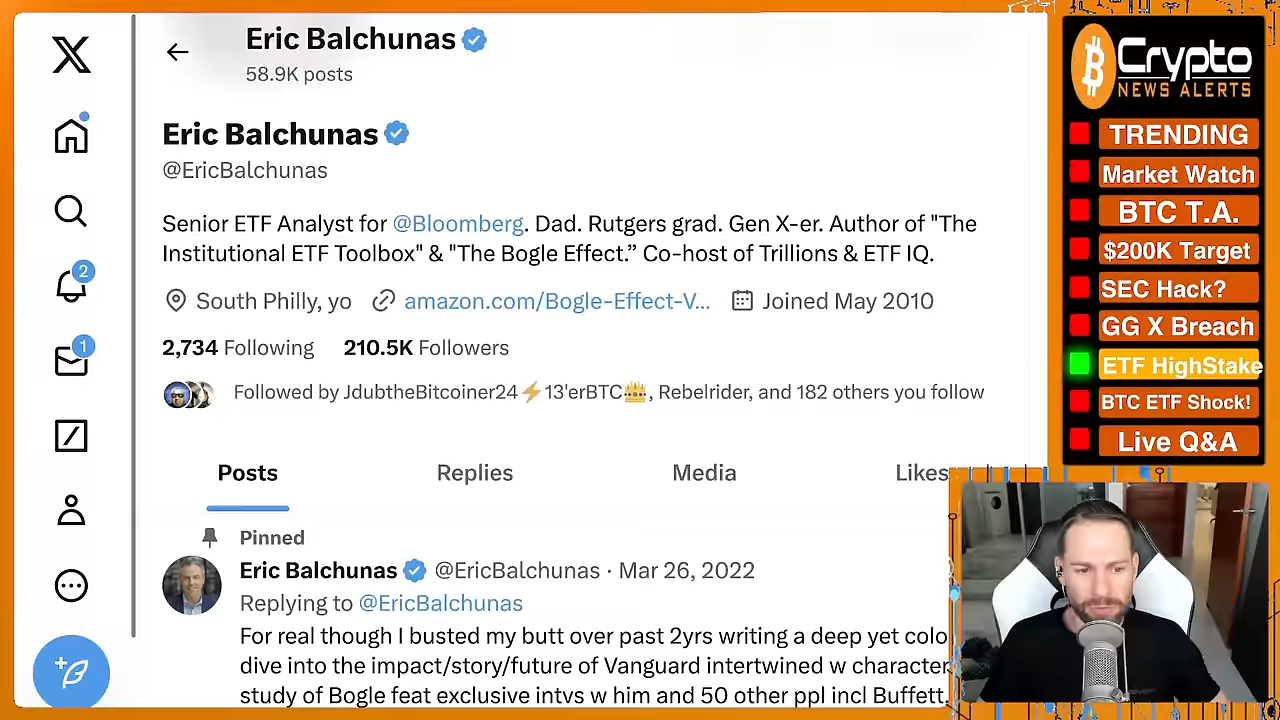 Eric Balchunas
58.9K posts
Eric Balchunas
@EricBalchunas
Senior ETF Analyst for @Bloomberg. Dad. Rutgers grad. Gen X-er. Author of "The
Institutional ETF Toolbox" & "The Bogle Effect.” Co-host of Trillions & ETF IQ.
South Philly, yo amazon.com/Bogle-Effect-V... Joined May 2010
2,734 Following 210.5K Followers
Followed by JdubtheBitcoiner24⚡13'erBTC👑, Rebelrider, and 182 others you follow
Posts Replies Media Likes
Pinned
Eric Balchunas @EricBalchunas · Mar 26, 2022
Replying to @EricBalchunas
For real though I busted my butt over past 2yrs writing a deep yet colo
dive into the impact/story/future of Vanguard intertwined w character
study of Bogle feat exclusive intvs w him and 50 other ppl incl Buffett,
2
1
Crypto
NEWS ALERTS
TRENDING
Market Watch
BTC T.A.
$200K Target
SEC Hack?
GG X Breach
ETF HighStake
BTC ETF Shock!
Live Q&A